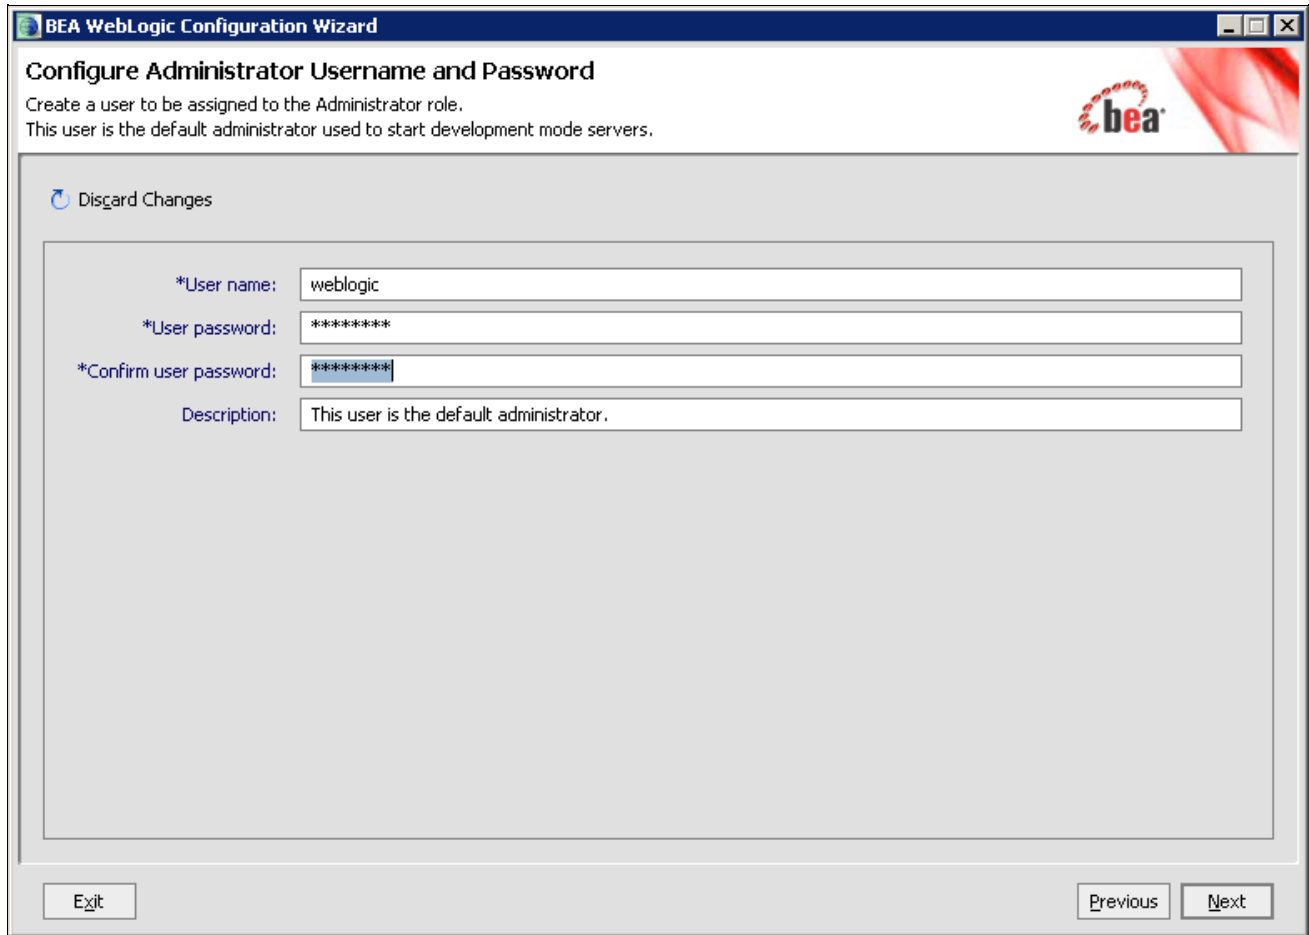 BEA WebLogic Configuration Wizard
Configure Administrator Username and Password
Create a user to be assigned to the Administrator role.
This user is the default administrator used to start development mode servers.
bea
Discard Changes
*User name: weblogic
*User password: ********
*Confirm user password: ********
Description: This user is the default administrator.
Exit Previous Next